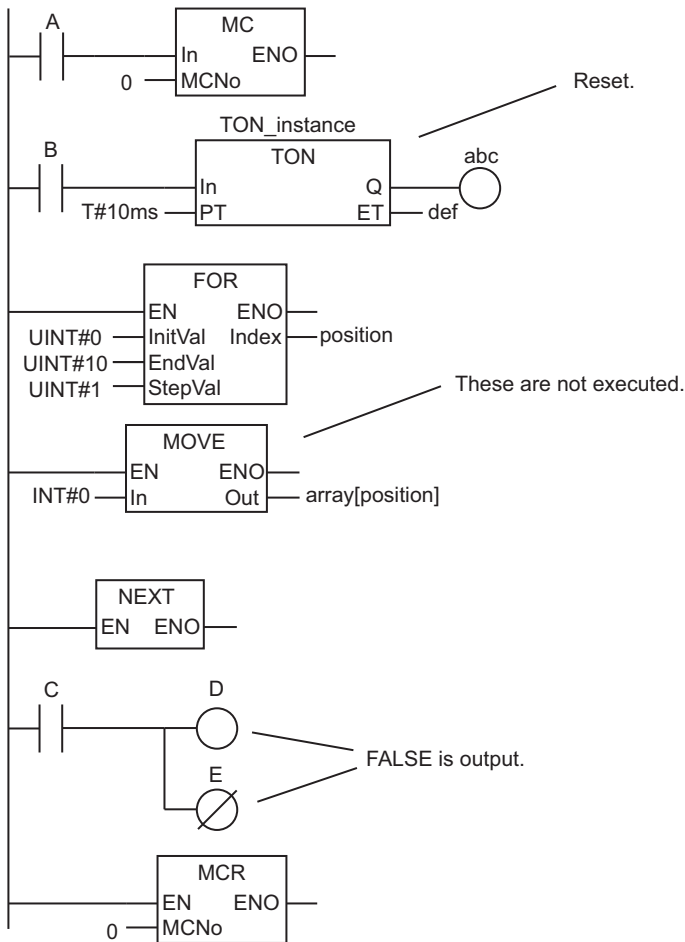 A
MC
In ENO
0 MCNo
Reset.
TON_instance
B
TON
abc
In Q
T#10ms PT ET def
FOR
EN ENO
UINT#0 InitVal Index position
UINT#10 EndVal
UINT#1 StepVal
These are not executed.
MOVE
EN ENO
INT#0 In Out array[position]
NEXT
EN ENO
C
D
FALSE is output.
E
MCR
EN ENO
0 MCNo